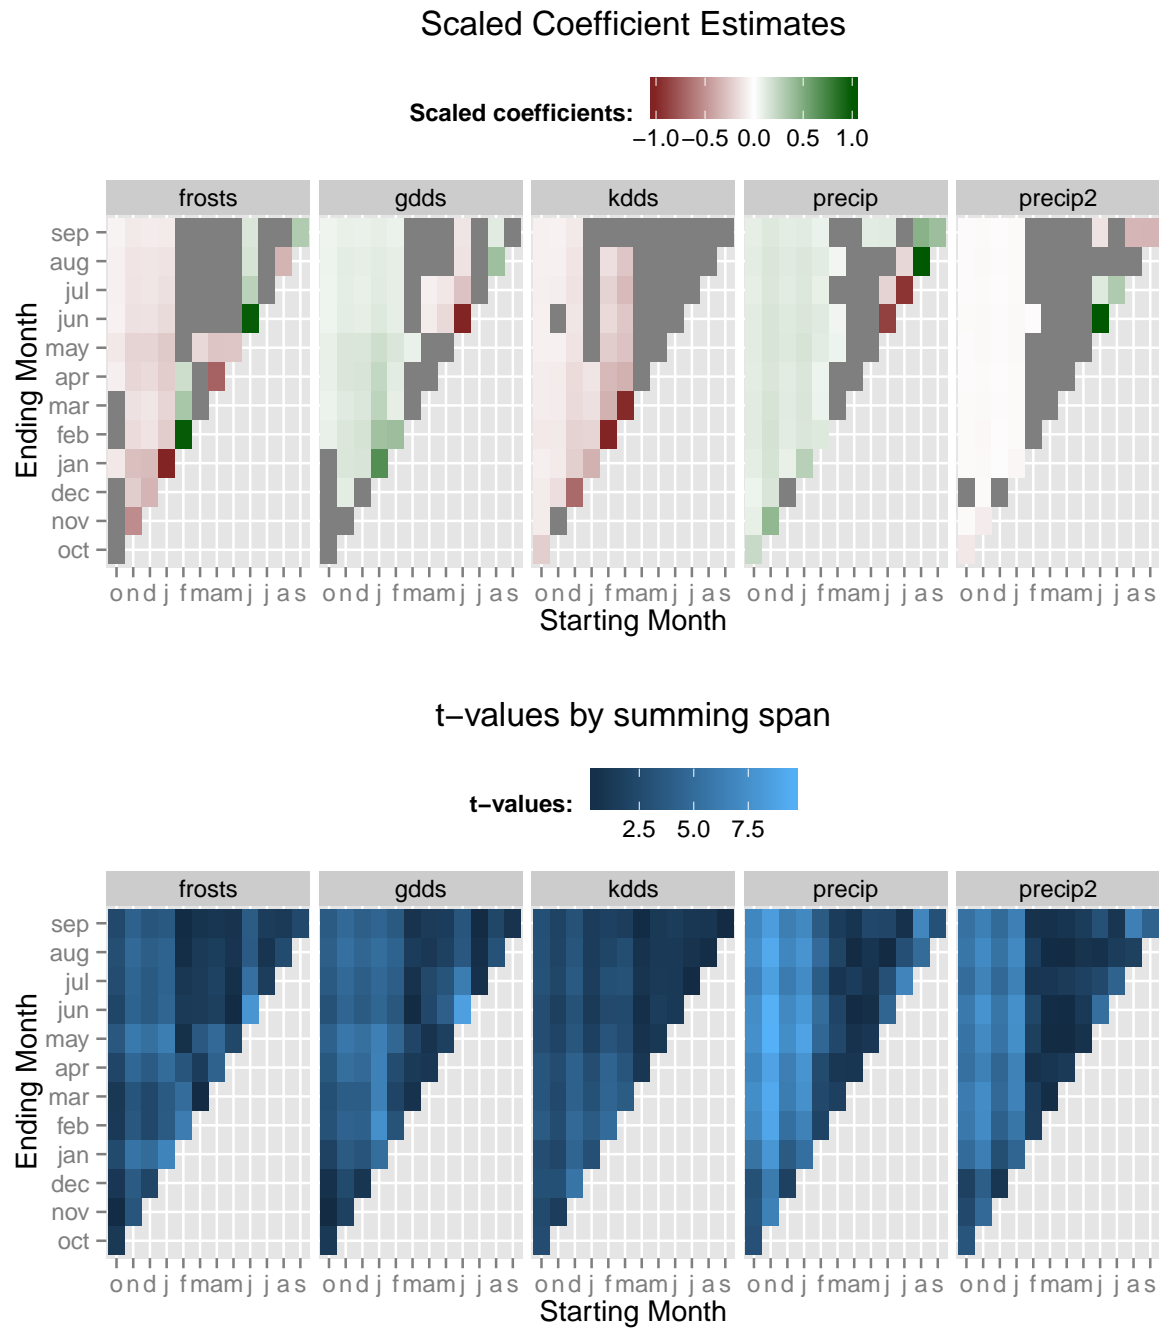 Scaled Coefficient Estimates
Scaled coefficients:
−1.0 −0.5 0.0 0.5 1.0
frosts gdds kdds precip precip2
Ending Month
sep
aug
jul
jun
may
apr
mar
feb
jan
dec
nov
oct
o n d j f m a m j j a s o n d j f m a m j j a s o n d j f m a m j j a s o n d j f m a m j j a s o n d j f m a m j j a s
Starting Month
t−values by summing span
t−values:
2.5 5.0 7.5
frosts gdds kdds precip precip2
Ending Month
sep
aug
jul
jun
may
apr
mar
feb
jan
dec
nov
oct
o n d j f m a m j j a s o n d j f m a m j j a s o n d j f m a m j j a s o n d j f m a m j j a s o n d j f m a m j j a s
Starting Month